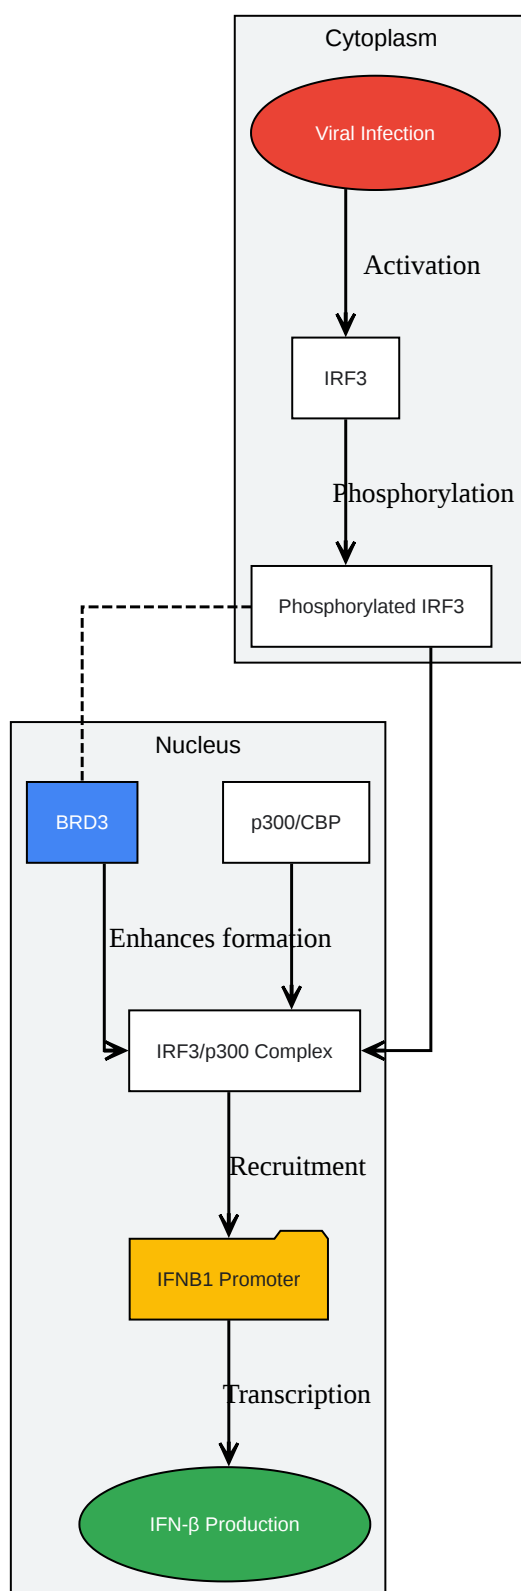 Cytoplasm
Viral Infection
Activation
IRF3
Phosphorylation
Phosphorylated IRF3
Nucleus
BRD3
p300/CBP
Enhances formation
IRF3/p300 Complex
Recruitment
IFNB1 Promoter
Transcription
IFN-β Production